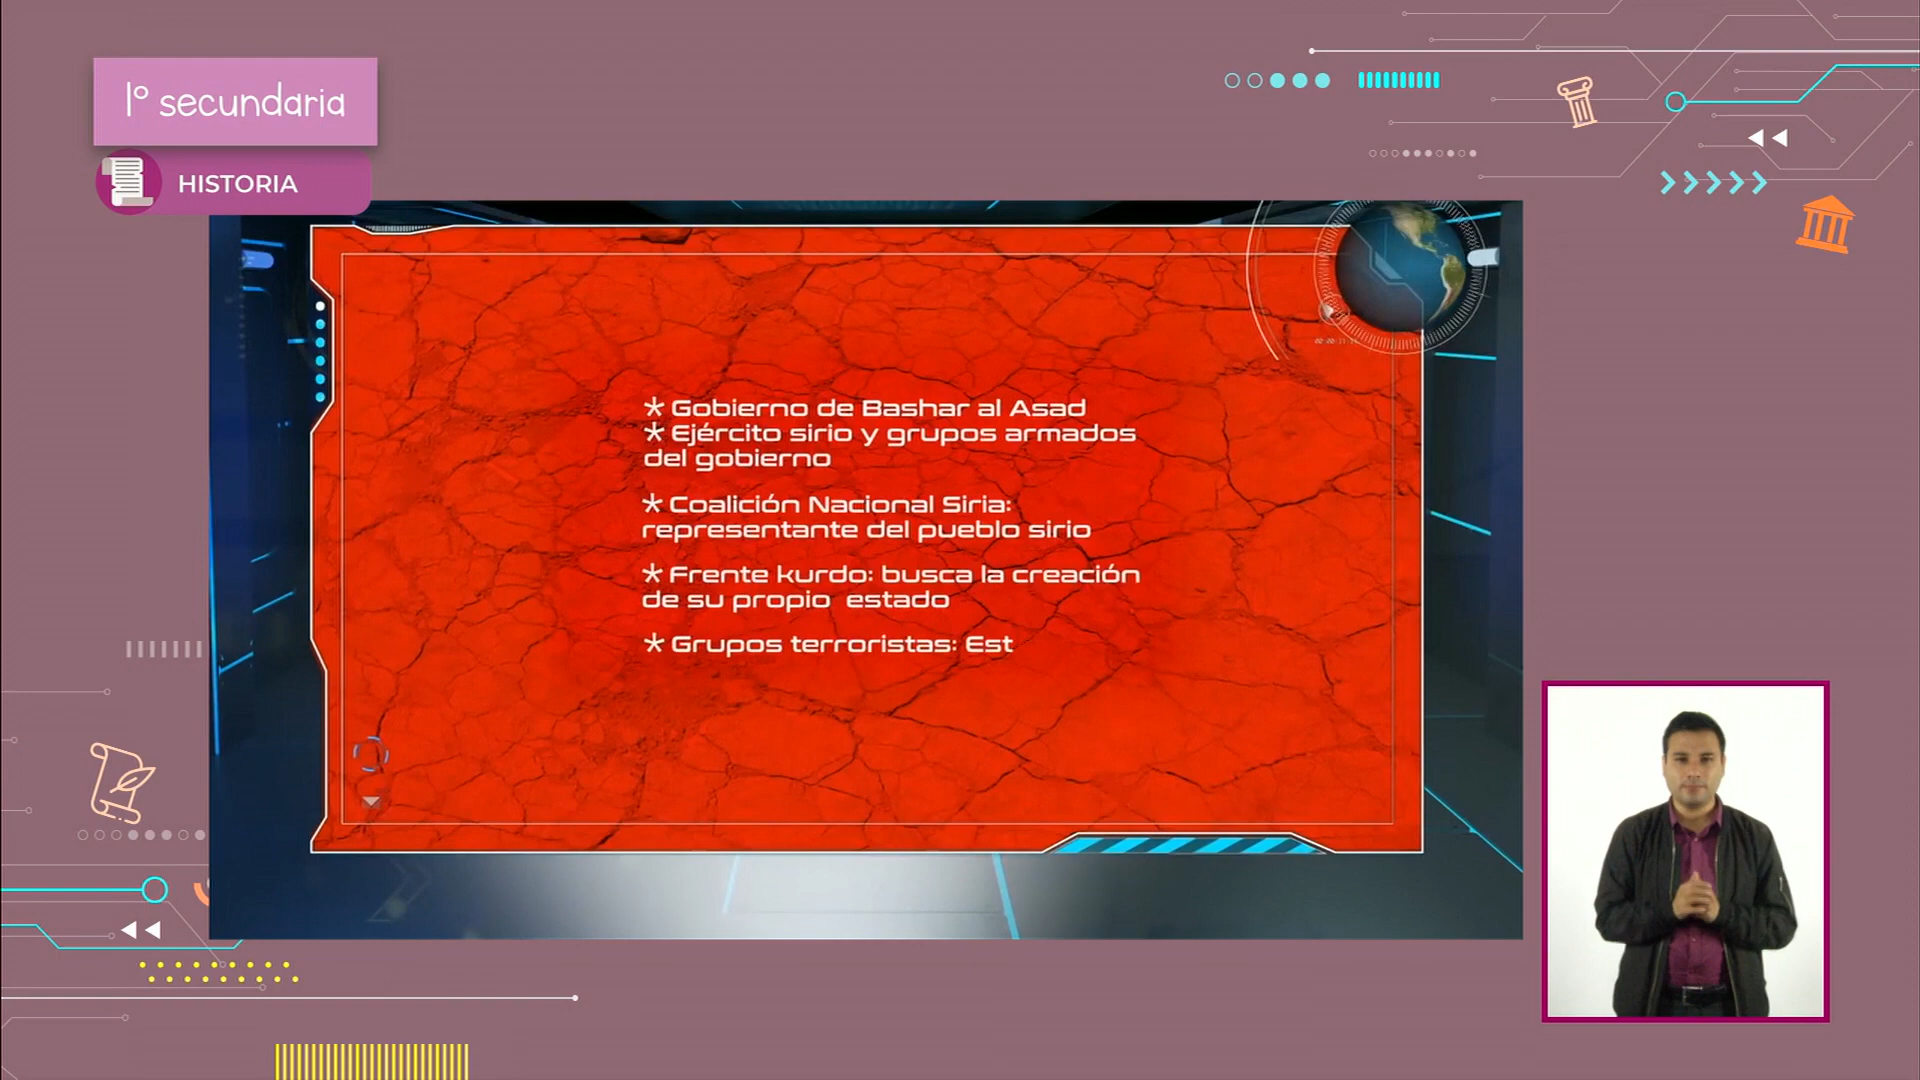 1° secundaria
HISTORIA
* Gobierno de Bashar al Asad
* Ejército sirio y grupos armados
del gobierno
* Coalición Nacional Siria:
representante del pueblo sirio
* Frente kurdo: busca la creación
de su propio estado
* Grupos terroristas: Est